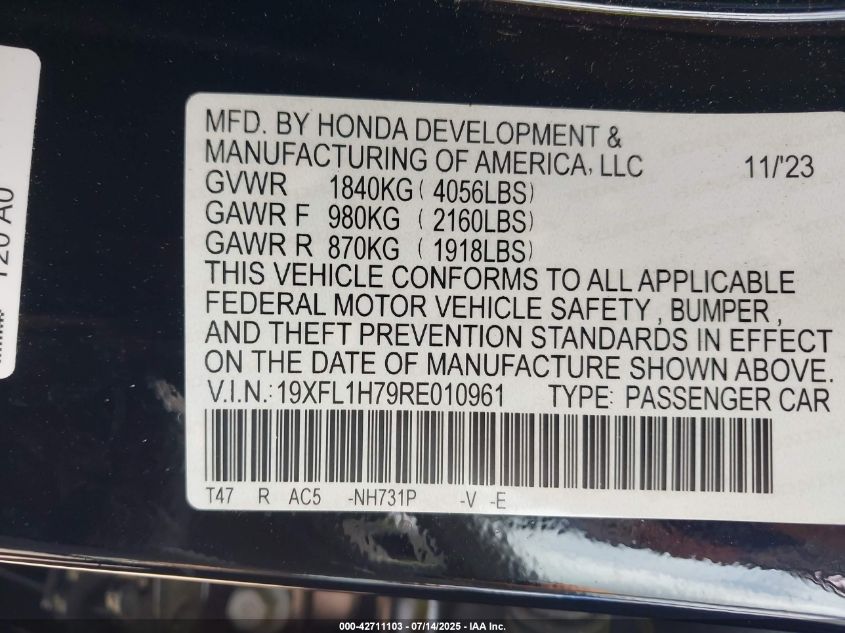 120 A0
MFD. BY HONDA DEVELOPMENT &
MANUFACTURING OF AMERICA, LLC 11/'23
GVWR 1840KG ( 4056LBS)
GAWR F 980KG ( 2160LBS)
GAWR R 870KG ( 1918LBS)
THIS VEHICLE CONFORMS TO ALL APPLICABLE
FEDERAL MOTOR VEHICLE SAFETY , BUMPER ,
AND THEFT PREVENTION STANDARDS IN EFFECT
ON THE DATE OF MANUFACTURE SHOWN ABOVE.
V.I.N.:19XFL1H79RE010961 TYPE: PASSENGER CAR
T47 R AC5 -NH731P -V -E
000-42711103 - 07/14/2025 - IAA Inc.